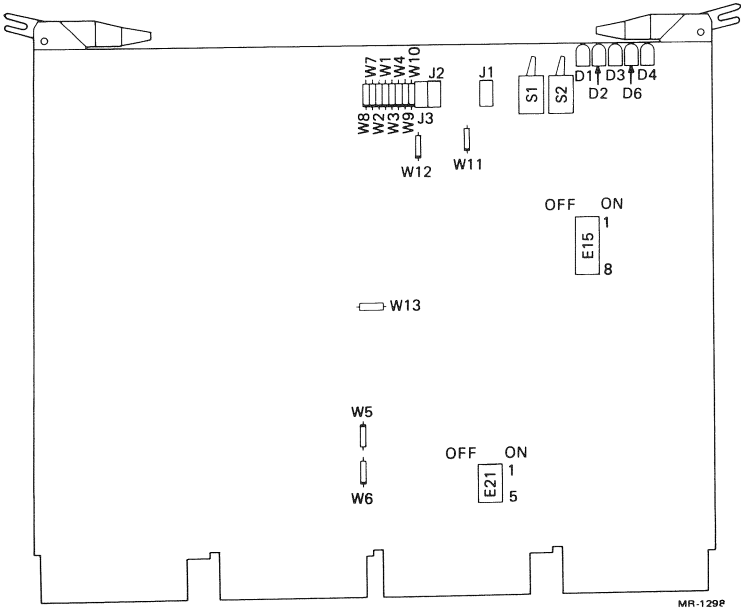 W7 W1 W4 W10
J2
J1
W8 W2 W3 W9
J3
S1
S2
D1 D3 D4
D2 D6
W12
W11
OFF ON
1
E15
8
W13
W5
W6
OFF ON
1
E21
5
MR-1298